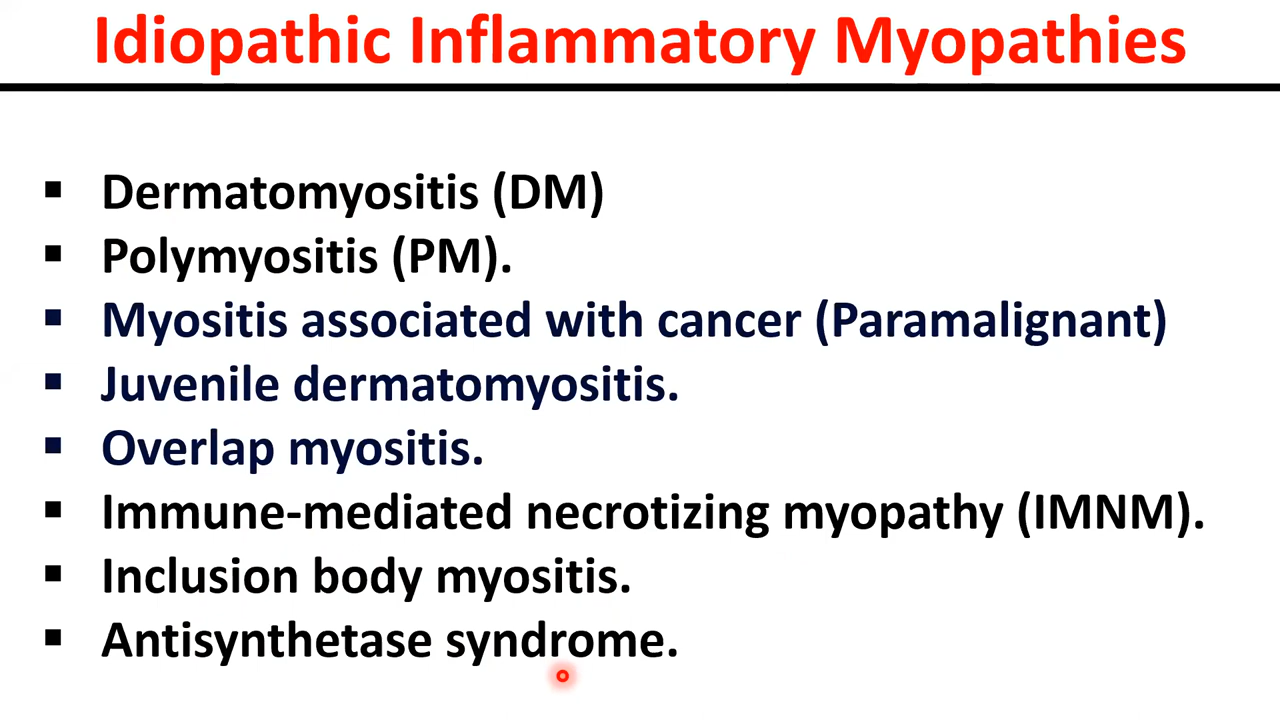 Idiopathic Inflammatory Myopathies
▪ Dermatomyositis (DM)
▪ Polymyositis (PM).
▪ Myositis associated with cancer (Paramalignant)
▪ Juvenile dermatomyositis.
▪ Overlap myositis.
▪ Immune-mediated necrotizing myopathy (IMNM).
▪ Inclusion body myositis.
▪ Antisynthetase syndrome.